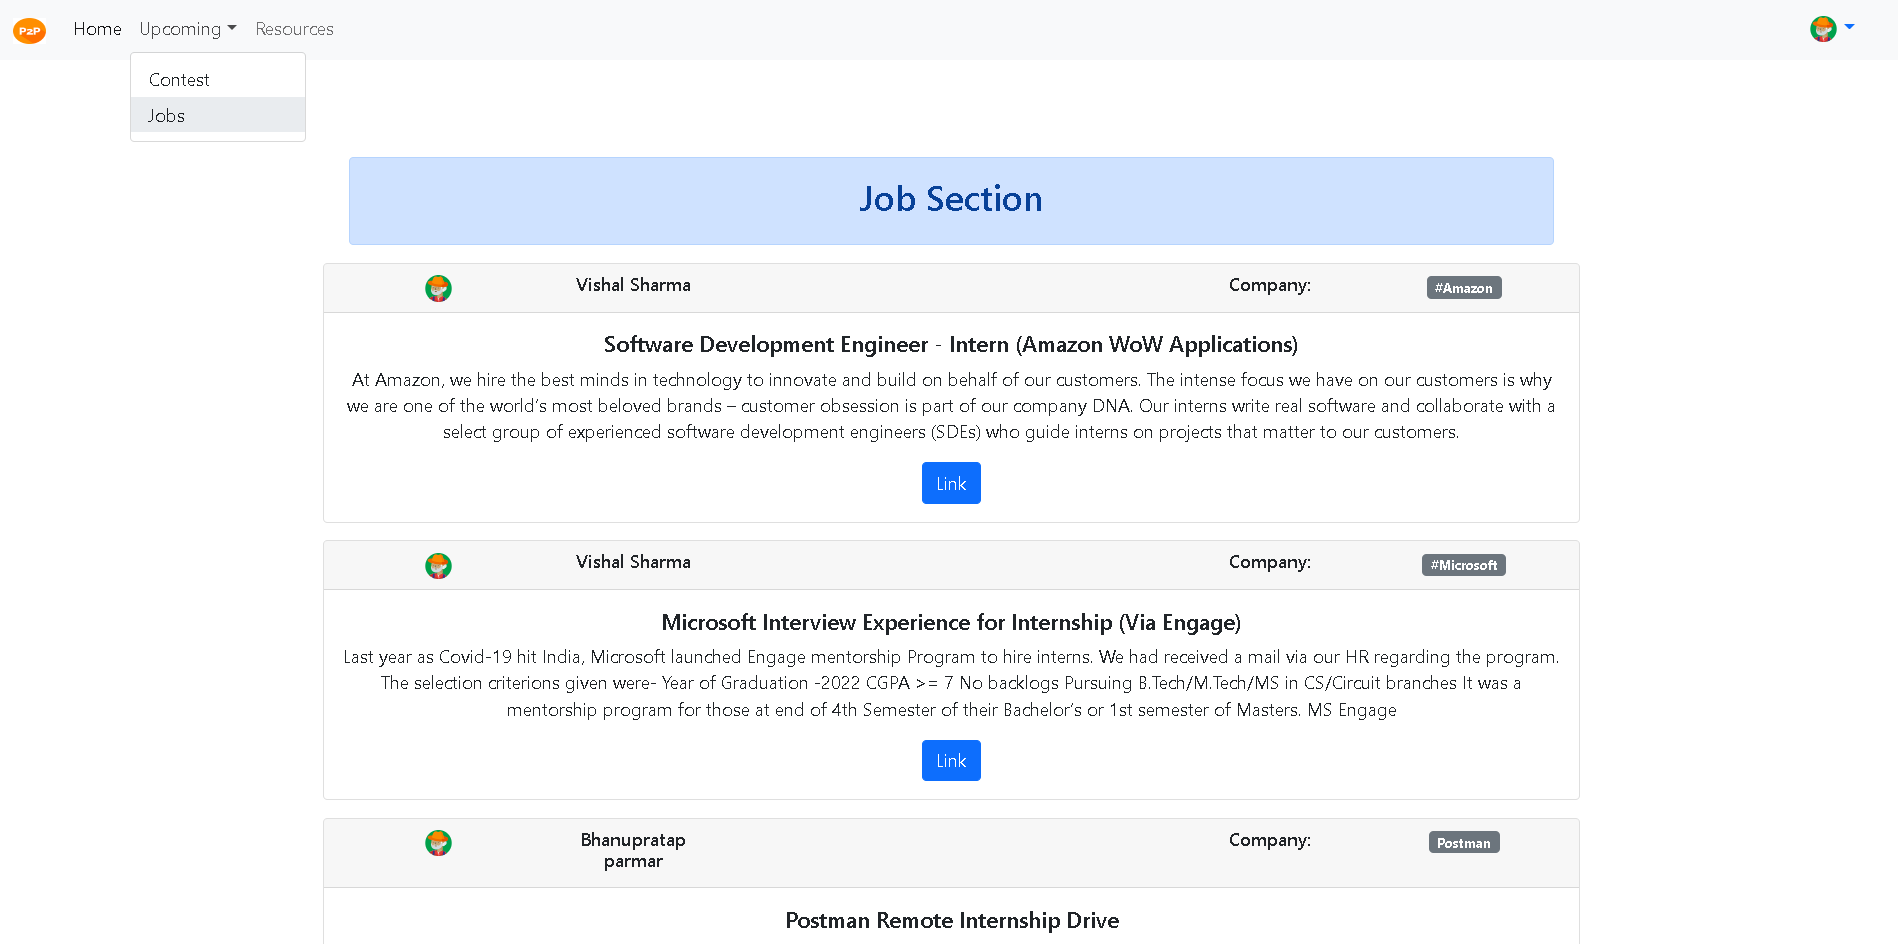 P2P Home Upcoming Resources
Contest
Jobs
Job Section
Vishal Sharma Company: #Amazon
Software Development Engineer - Intern (Amazon WoW Applications)
At Amazon, we hire the best minds in technology to innovate and build on behalf of our customers. The intense focus we have on our customers is why
we are one of the world's most beloved brands – customer obsession is part of our company DNA. Our interns write real software and collaborate with a
select group of experienced software development engineers (SDEs) who guide interns on projects that matter to our customers.
Link
Vishal Sharma Company: #Microsoft
Microsoft Interview Experience for Internship (Via Engage)
Last year as Covid-19 hit India, Microsoft launched Engage mentorship Program to hire interns. We had received a mail via our HR regarding the program.
The selection criterions given were- Year of Graduation -2022 CGPA >= 7 No backlogs Pursuing B.Tech/M.Tech/MS in CS/Circuit branches It was a
mentorship program for those at end of 4th Semester of their Bachelor's or 1st semester of Masters. MS Engage
Link
Bhanupratap Company: Postman
parmar
Postman Remote Internship Drive